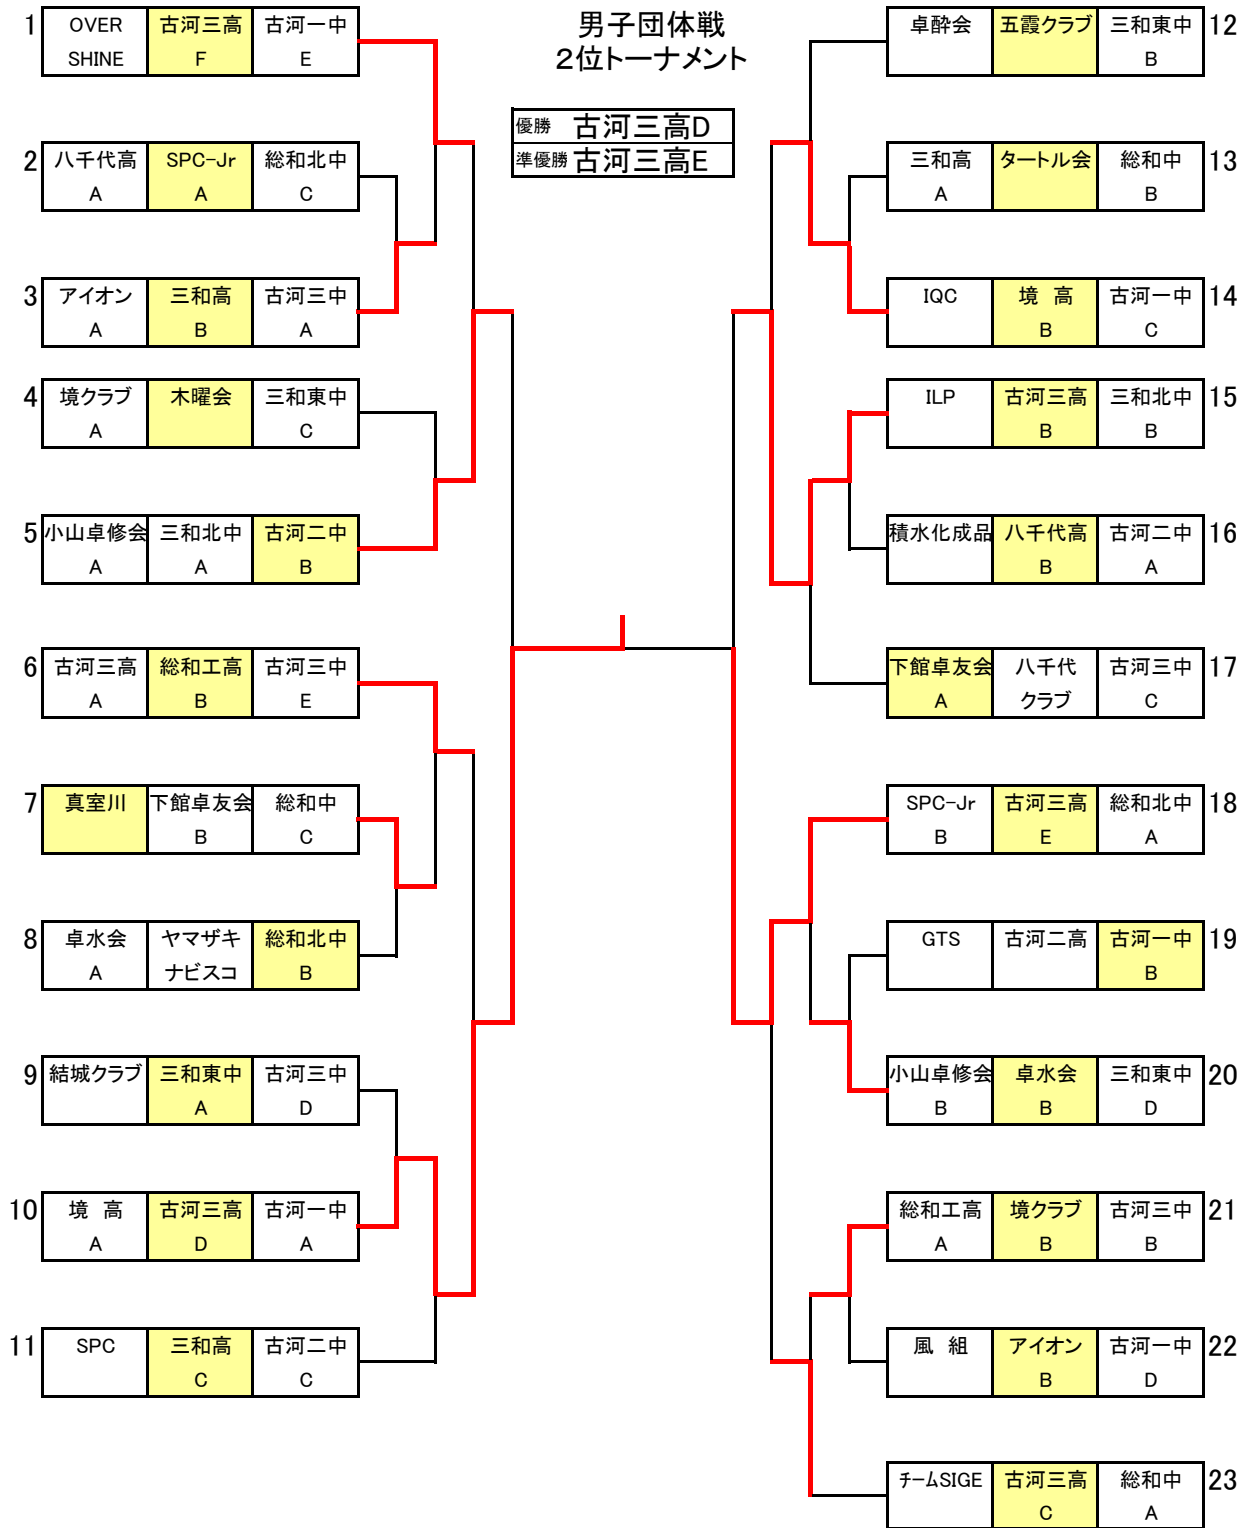 男子団体戦
２位トーナメント
優勝 古河三高D
準優勝 古河三高E
1 OVER 古河三高 古河一中
SHINE F E
2 八千代高 SPC-Jr 総和北中
A A C
3 アイオン 三和高 古河三中
A B A
4 境クラブ 木曜会 三和東中
A C
5 小山卓修会 三和北中 古河二中
A A B
6 古河三高 総和工高 古河三中
A B E
7 真室川 下館卓友会 総和中
B C
8 卓水会 ヤマザキ 総和北中
A ナビスコ B
9 結城クラブ 三和東中 古河三中
A D
10 境 高 古河三高 古河一中
A D A
11 SPC 三和高 古河二中
C C
卓酔会 五霞クラブ 三和東中 12
B
三和高 タートル会 総和中 13
A B
IQC 境 高 古河一中 14
B C
ILP 古河三高 三和北中 15
B B
積水化成品 八千代高 古河二中 16
B A
下館卓友会 八千代 古河三中 17
A クラブ C
SPC-Jr 古河三高 総和北中 18
B E A
GTS 古河二高 古河一中 19
B
小山卓修会 卓水会 三和東中 20
B B D
総和工高 境クラブ 古河三中 21
A B B
風 組 アイオン 古河一中 22
B D
チームSIGE 古河三高 総和中 23
C A